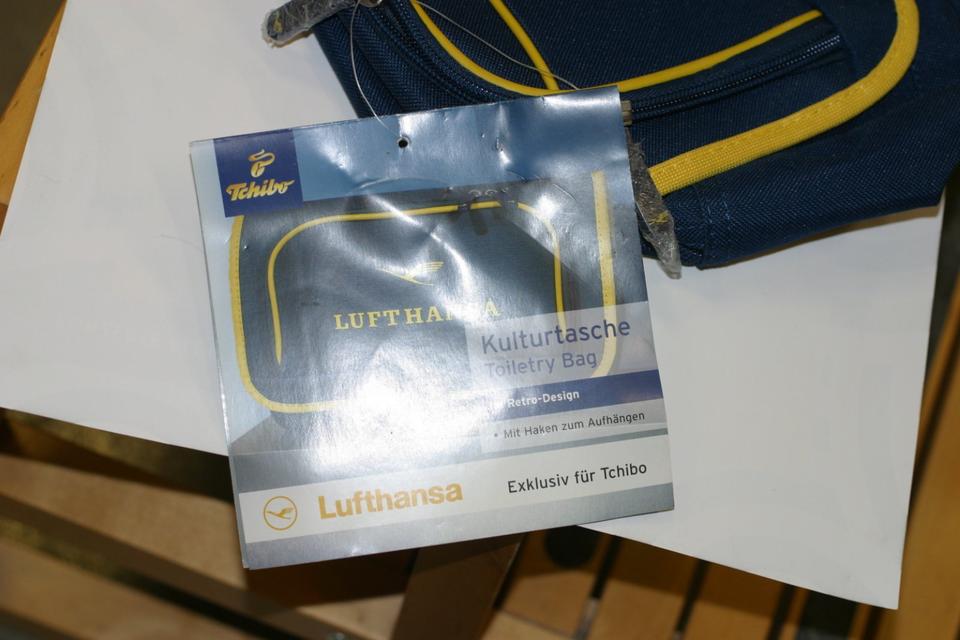 Tchibo
LUFTHANSA
Kulturtasche
Toiletry Bag
Retro-Design
• Mit Haken zum Aufhängen
Lufthansa
Exklusiv für Tchibo